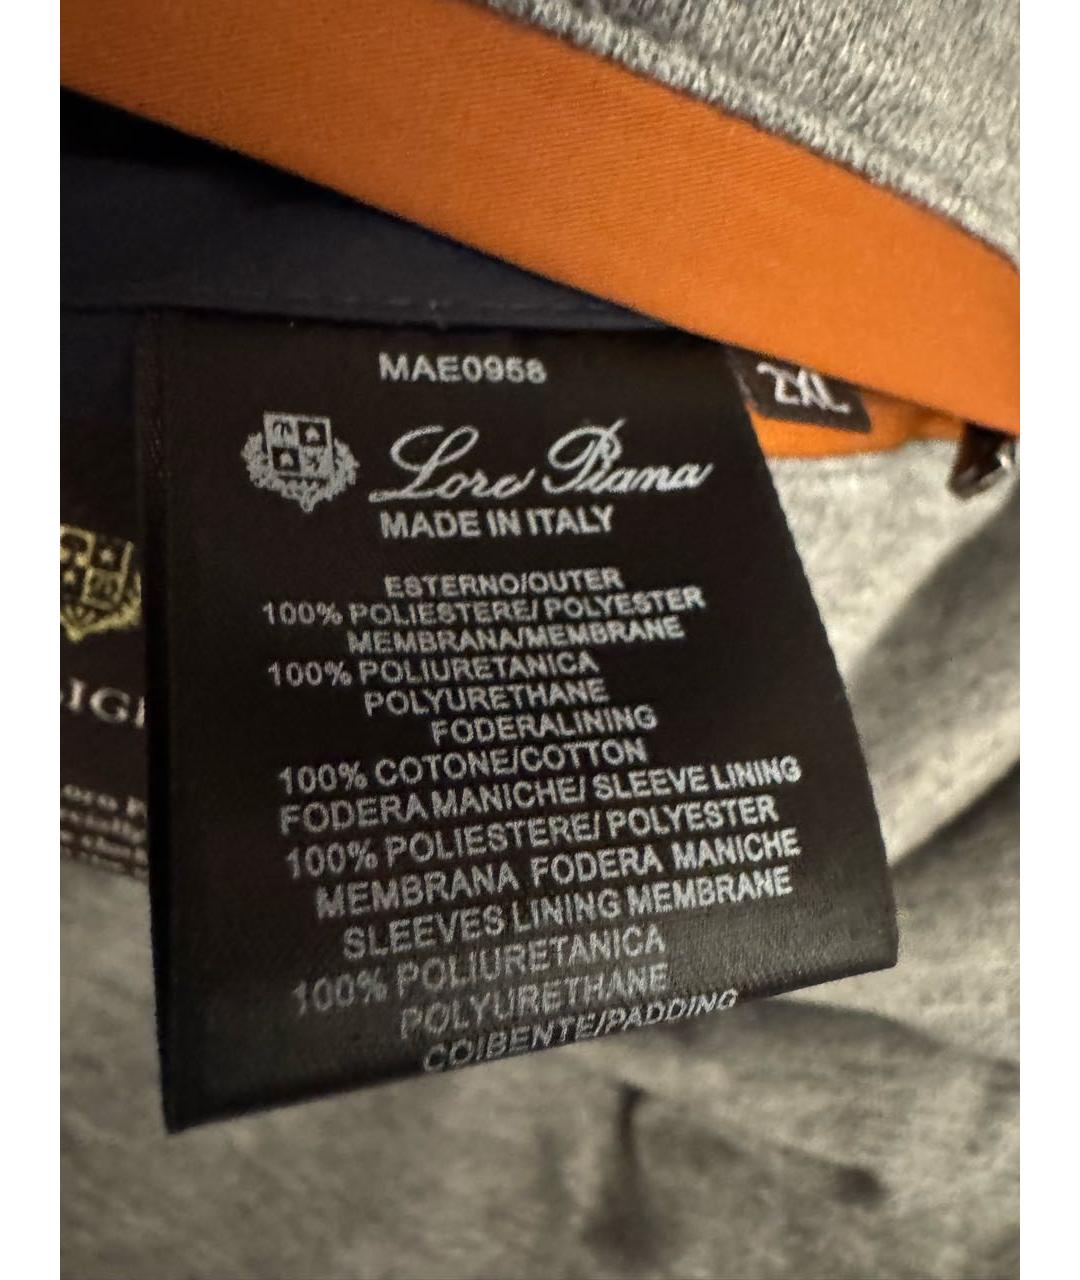 MAE0958
2XL
Loro Piana
MADE IN ITALY
ESTERNO/OUTER
100% POLIESTERE/ POLYESTER
MEMBRANA/MEMBRANE
100% POLIURETANICA
POLYURETHANE
FODERALINING
100% COTONE/COTTON
FODERA MANICHE/ SLEEVE LINING
100% POLIESTERE/ POLYESTER
MEMBRANA FODERA MANICHE
SLEEVES LINING MEMBRANE
100% POLIURETANICA
POLYURETHANE
COIBENTE/PADDING